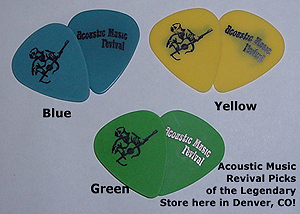 Acoustic Music
Revival
Acoustic Music
Revival
Blue
Yellow
Acoustic Music
Revival
Green
Acoustic Music
Revival Picks
of the Legendary
Store here in Denver, CO!